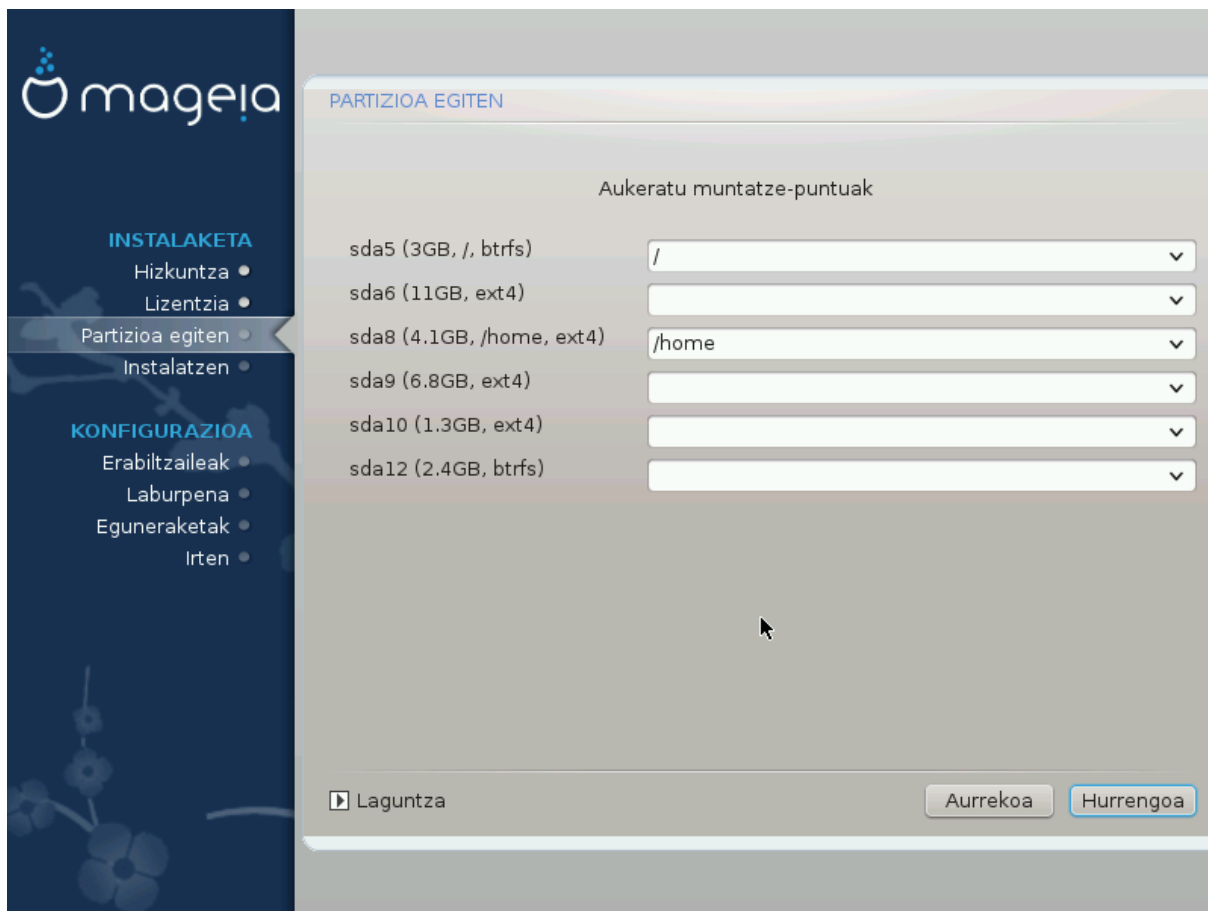 mageia
INSTALAKETA
Hizkuntza
Lizentzia
Partizioa egiten
Instalatzen
KONFIGURAZIOA
Erabiltzaileak
Laburpena
Eguneraketak
Irten
PARTIZIOA EGITEN
Aukeratu muntatze-puntuak
sda5 (3GB, /, btrfs) /
sda6 (11GB, ext4)
sda8 (4.1GB, /home, ext4) /home
sda9 (6.8GB, ext4)
sda10 (1.3GB, ext4)
sda12 (2.4GB, btrfs)
Laguntza Aurrekoa Hurrengoa